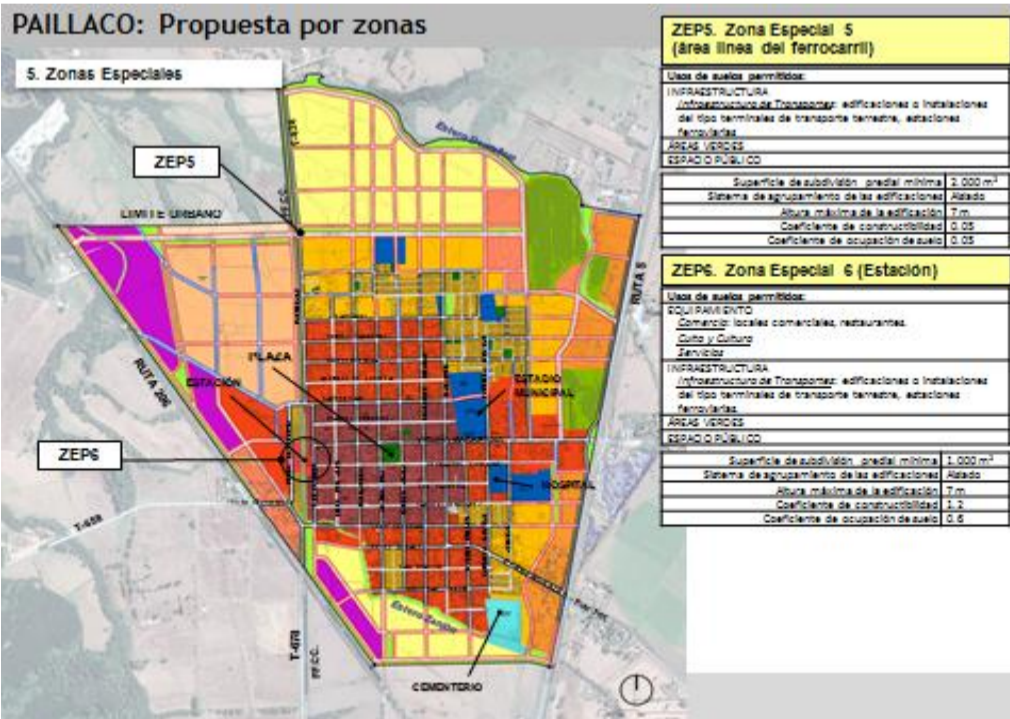 PAILLACO: Propuesta por zonas
5. Zonas Especiales
ZEP5
LIMITE URBANO
RUTA 5
PLAZA
ESTACIÓN
ESTADIO
MUNICIPAL
RUTA 206
ZEP6
HOSPITAL
T-688
T-678
FF.CC.
CEMENTERIO
ZEP5. Zona Especial 5
(área línea del ferrocarril)
Usos de suelos permitidos:
INFRAESTRUCTURA
Infraestructura de Transportes: edificaciones o instalaciones
del tipo terminales de transporte terrestre, estaciones
ferroviarias
ÁREAS VERDES
ESPACIO PÚBLICO
Superficie de subdivisión predial mínima 2.000 m²
Sistema de agrupamiento de las edificaciones Aislado
Altura máxima de la edificación 7 m
Coeficiente de constructibilidad 0.05
Coeficiente de ocupación de suelo 0.05
ZEP6. Zona Especial 6 (Estación)
Usos de suelos permitidos:
EQUIPAMIENTO
Comercio: locales comerciales, restaurantes.
Culto y Cultura
Servicios
INFRAESTRUCTURA
Infraestructura de Transportes: edificaciones o instalaciones
del tipo terminales de transporte terrestre, estaciones
ferroviarias.
ÁREAS VERDES
ESPACIO PÚBLICO
Superficie de subdivisión predial mínima 1.000 m²
Sistema de agrupamiento de las edificaciones Aislado
Altura máxima de la edificación 7 m
Coeficiente de constructibilidad 1.2
Coeficiente de ocupación de suelo 0.6